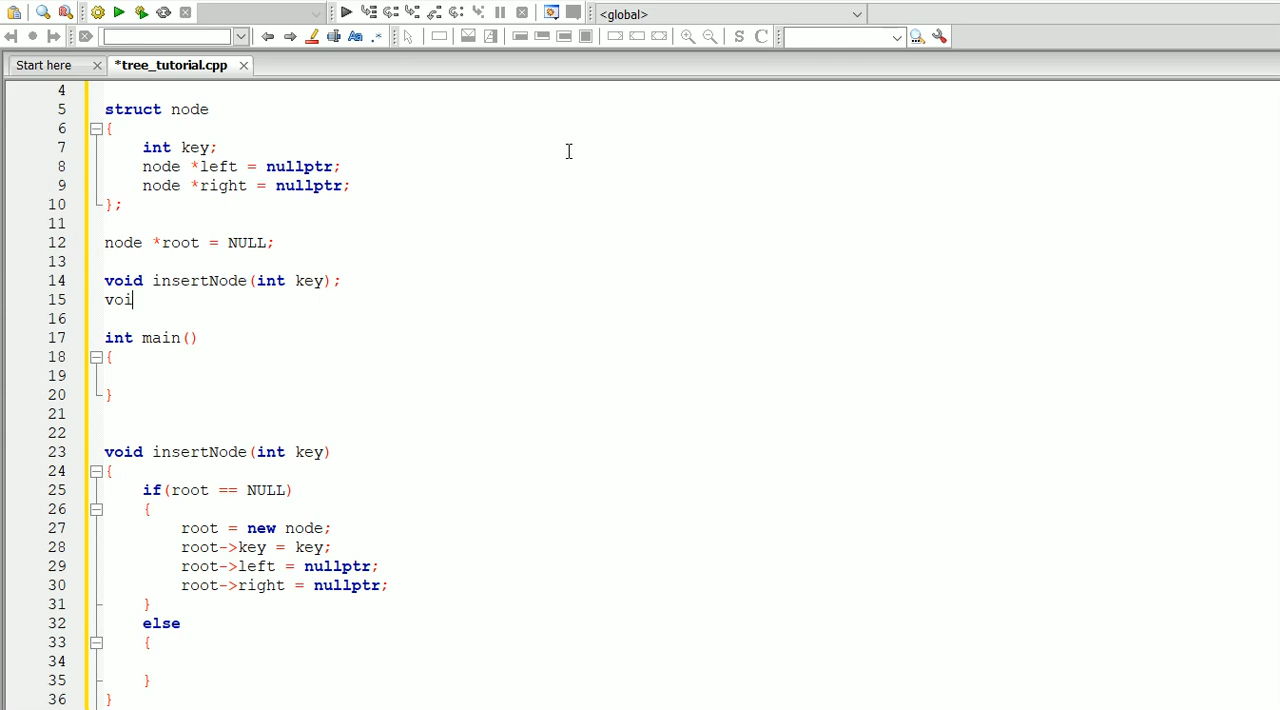 <global>
Aa .*
S C
Start here
*tree_tutorial.cpp
4
5 struct node
6 {
7 int key;
8 node *left = nullptr;
9 node *right = nullptr;
10 };
11
12 node *root = NULL;
13
14 void insertNode(int key);
15 voi
16
17 int main()
18 {
19
20 }
21
22
23 void insertNode(int key)
24 {
25 if(root == NULL)
26 {
27 root = new node;
28 root->key = key;
29 root->left = nullptr;
30 root->right = nullptr;
31 }
32 else
33 {
34
35 }
36 }